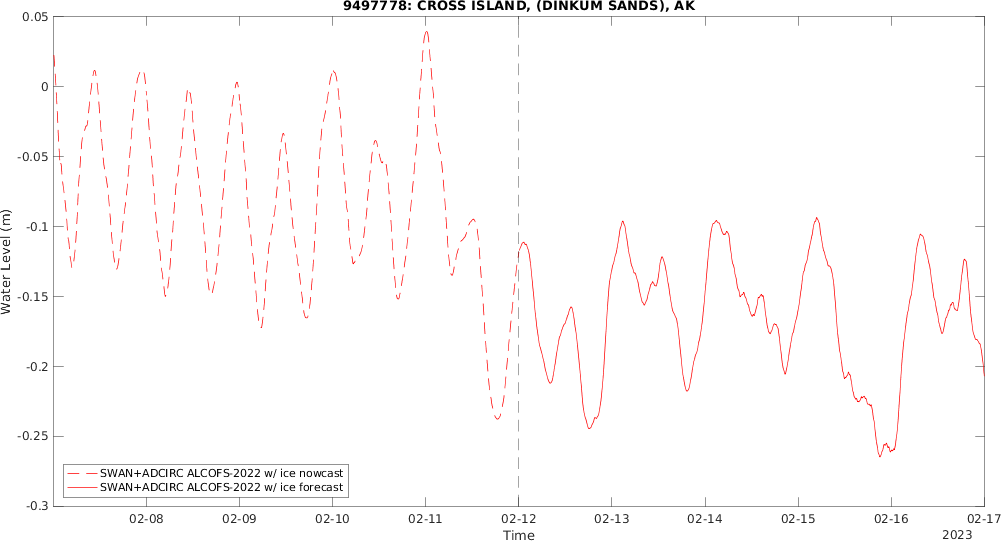 9497778: CROSS ISLAND, (DINKUM SANDS), AK
0.05
0
-0.05
-0.1
-0.15
-0.2
-0.25
-0.3
Water Level (m)
SWAN+ADCIRC ALCOFS-2022 w/ ice nowcast
SWAN+ADCIRC ALCOFS-2022 w/ ice forecast
02-08 02-09 02-10 02-11 02-12 02-13 02-14 02-15 02-16 02-17
Time
2023